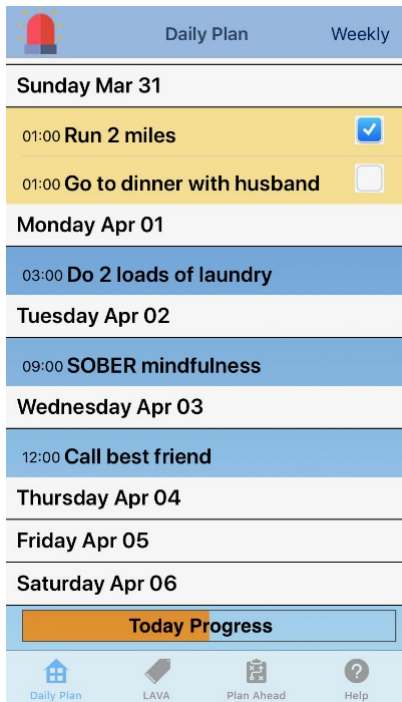 Daily Plan Weekly
Sunday Mar 31
01:00 Run 2 miles
01:00 Go to dinner with husband
Monday Apr 01
03:00 Do 2 loads of laundry
Tuesday Apr 02
09:00 SOBER mindfulness
Wednesday Apr 03
12:00 Call best friend
Thursday Apr 04
Friday Apr 05
Saturday Apr 06
Today Progress
Daily Plan LAVA Plan Ahead Help